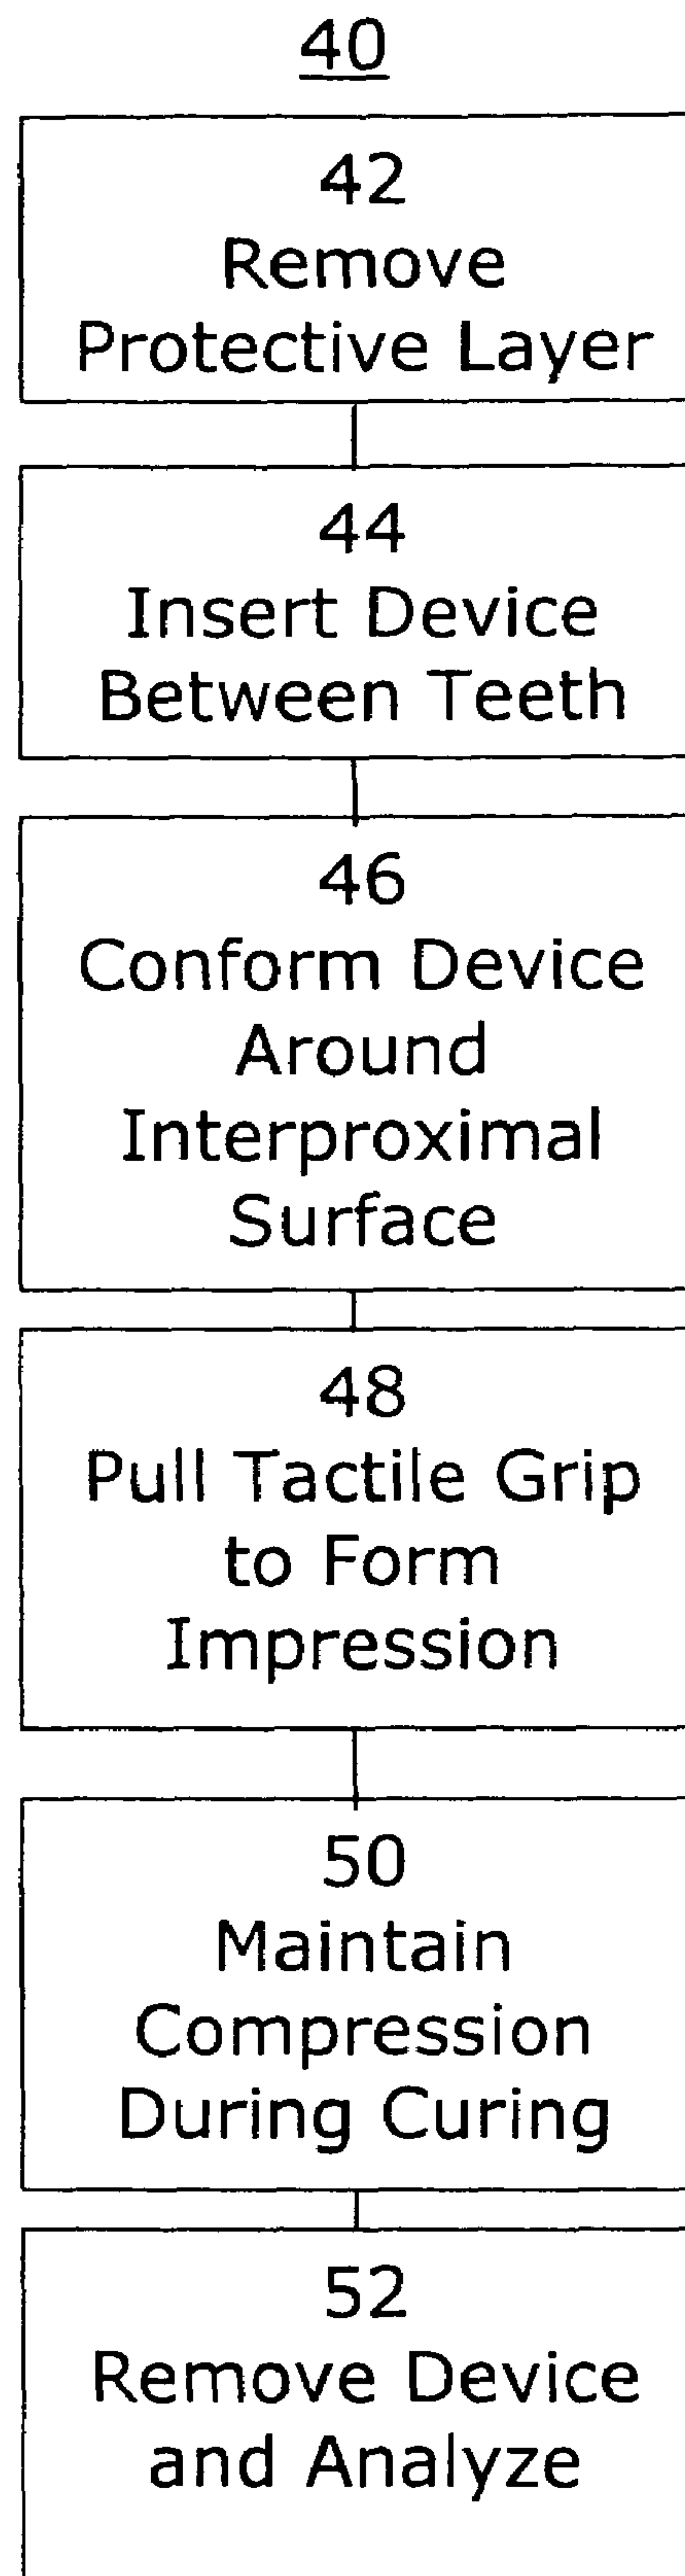 40
42
Remove
Protective Layer
44
Insert Device
Between Teeth
46
Conform Device
Around
Interproximal
Surface
48
Pull Tactile Grip
to Form
Impression
50
Maintain
Compression
During Curing
52
Remove Device
and Analyze